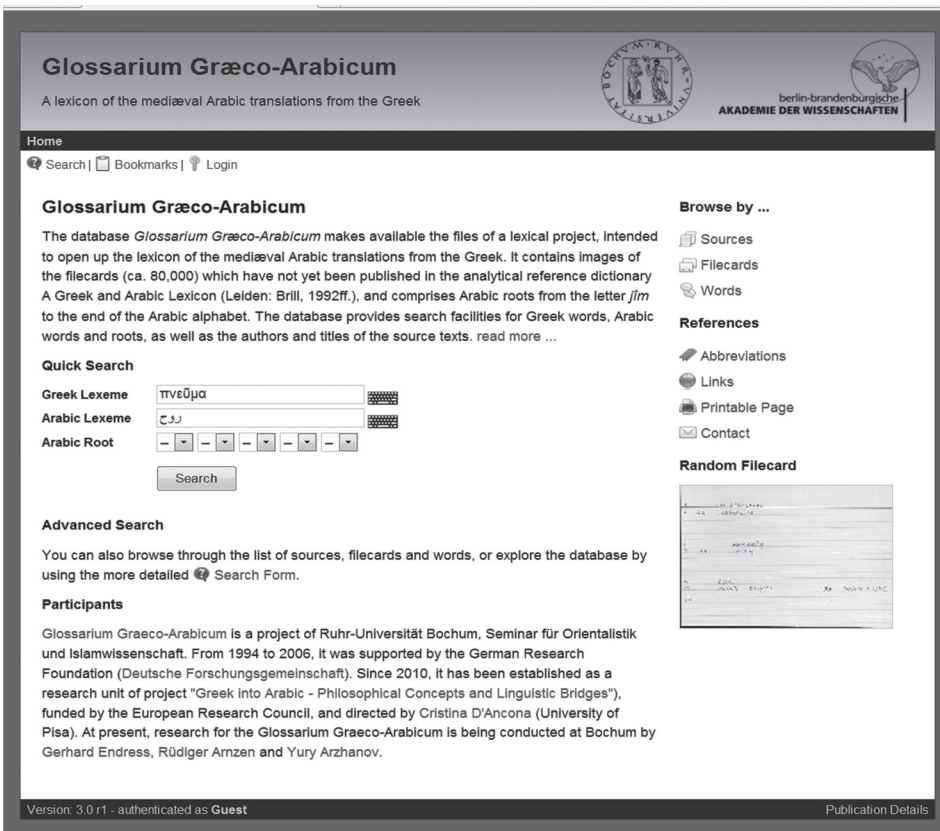 Glossarium Græco-Arabicum
A lexicon of the mediæval Arabic translations from the Greek
BOCHUM·RUHR-UNIVERSITÄT
berlin-brandenburgische
AKADEMIE DER WISSENSCHAFTEN
Home
Search | Bookmarks | Login
Glossarium Græco-Arabicum
The database Glossarium Græco-Arabicum makes available the files of a lexical project, intended
to open up the lexicon of the mediæval Arabic translations from the Greek. It contains images of
the filecards (ca. 80,000) which have not yet been published in the analytical reference dictionary
A Greek and Arabic Lexicon (Leiden: Brill, 1992ff.), and comprises Arabic roots from the letter jīm
to the end of the Arabic alphabet. The database provides search facilities for Greek words, Arabic
words and roots, as well as the authors and titles of the source texts. read more ...
Quick Search
Greek Lexeme πνεῦμα
Arabic Lexeme روح
Arabic Root – – – – –
Search
Advanced Search
You can also browse through the list of sources, filecards and words, or explore the database by
using the more detailed Search Form.
Participants
Glossarium Graeco-Arabicum is a project of Ruhr-Universität Bochum, Seminar für Orientalistik
und Islamwissenschaft. From 1994 to 2006, it was supported by the German Research
Foundation (Deutsche Forschungsgemeinschaft). Since 2010, it has been established as a
research unit of project "Greek into Arabic - Philosophical Concepts and Linguistic Bridges"),
funded by the European Research Council, and directed by Cristina D'Ancona (University of
Pisa). At present, research for the Glossarium Graeco-Arabicum is being conducted at Bochum by
Gerhard Endress, Rüdiger Arnzen and Yury Arzhanov.
Browse by ...
Sources
Filecards
Words
References
Abbreviations
Links
Printable Page
Contact
Random Filecard
Version: 3.0 r1 - authenticated as Guest
Publication Details